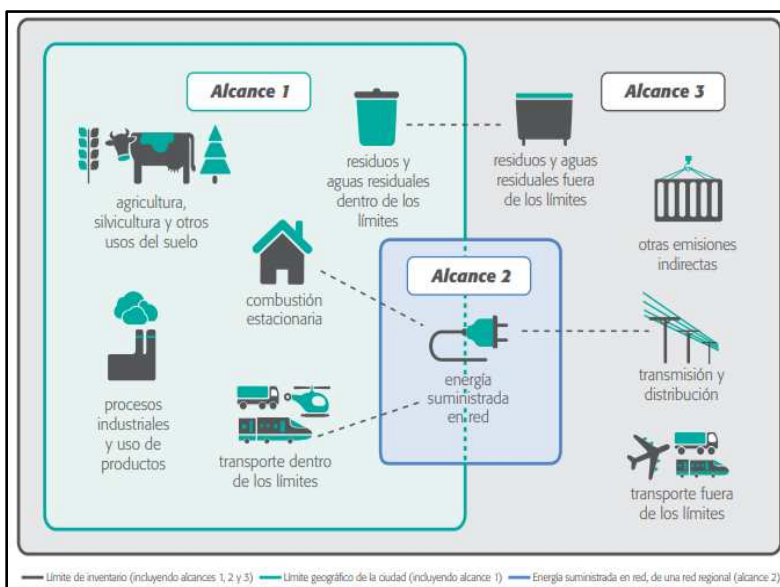 Alcance 1
Alcance 3
residuos y
aguas residuales
dentro de los
límites
residuos y aguas
residuales fuera
de los límites
agricultura,
silvicultura y otros
usos del suelo
otras emisiones
indirectas
Alcance 2
combustión
estacionaria
energía
suministrada
en red
transmisión y
distribución
procesos
industriales
y uso de
productos
transporte dentro
de los límites
transporte fuera
de los límites
Límite de inventario (incluyendo alcances 1, 2 y 3) Límite geográfico de la ciudad (incluyendo alcance 1) Energía suministrada en red, de una red regional (alcance 2)